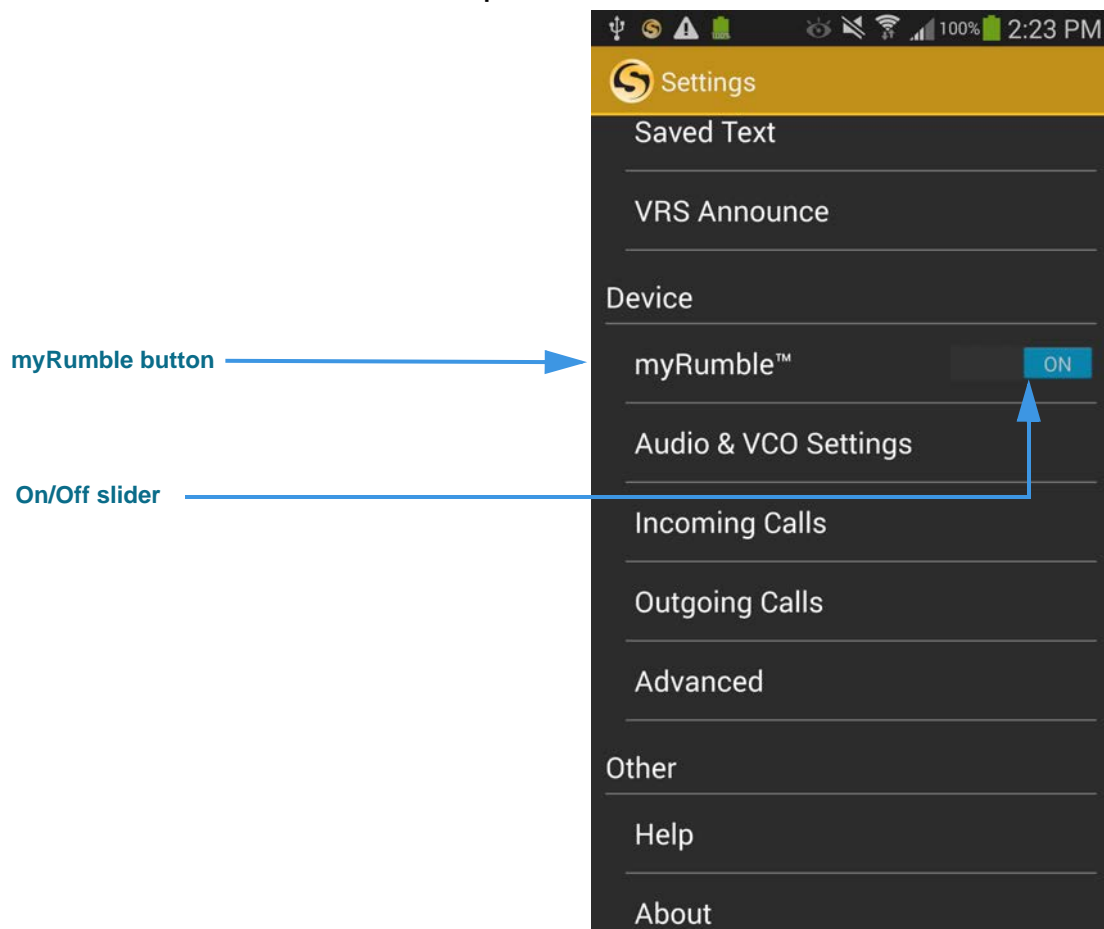 100% 100% 2:23 PM
Settings
Saved Text
VRS Announce
Device
myRumble button
myRumble™ ON
Audio & VCO Settings
On/Off slider
Incoming Calls
Outgoing Calls
Advanced
Other
Help
About